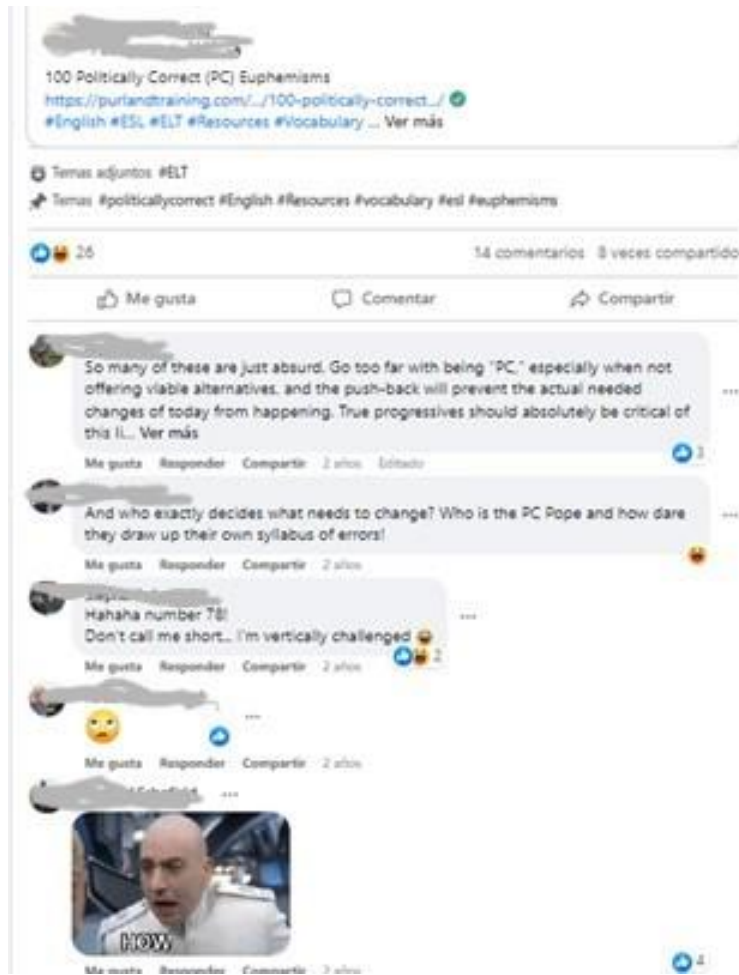 100 Politically Correct (PC) Euphemisms
https://purlandtraining.com/.../100-politically-correct.../
#English #ESL #ELT #Resources #Vocabulary ... Ver más
Temas adjuntos #ELT
Temas #politicallycorrect #English #Resources #vocabulary #esl #euphemisms
26
14 comentarios 8 veces compartido
Me gusta Comentar Compartir
So many of these are just absurd. Go too far with being "PC," especially when not
offering viable alternatives, and the push-back will prevent the actual needed
changes of today from happening. True progressives should absolutely be critical of
this li... Ver más
Me gusta Responder Compartir 2 años Editado
And who exactly decides what needs to change? Who is the PC Pope and how dare
they draw up their own syllabus of errors!
Me gusta Responder Compartir 2 años
Hahaha number 78!
Don't call me short... I'm vertically challenged
2
Me gusta Responder Compartir 2 años
Me gusta Responder Compartir 2 años
HOW
4
Me gusta Responder Compartir 2 años